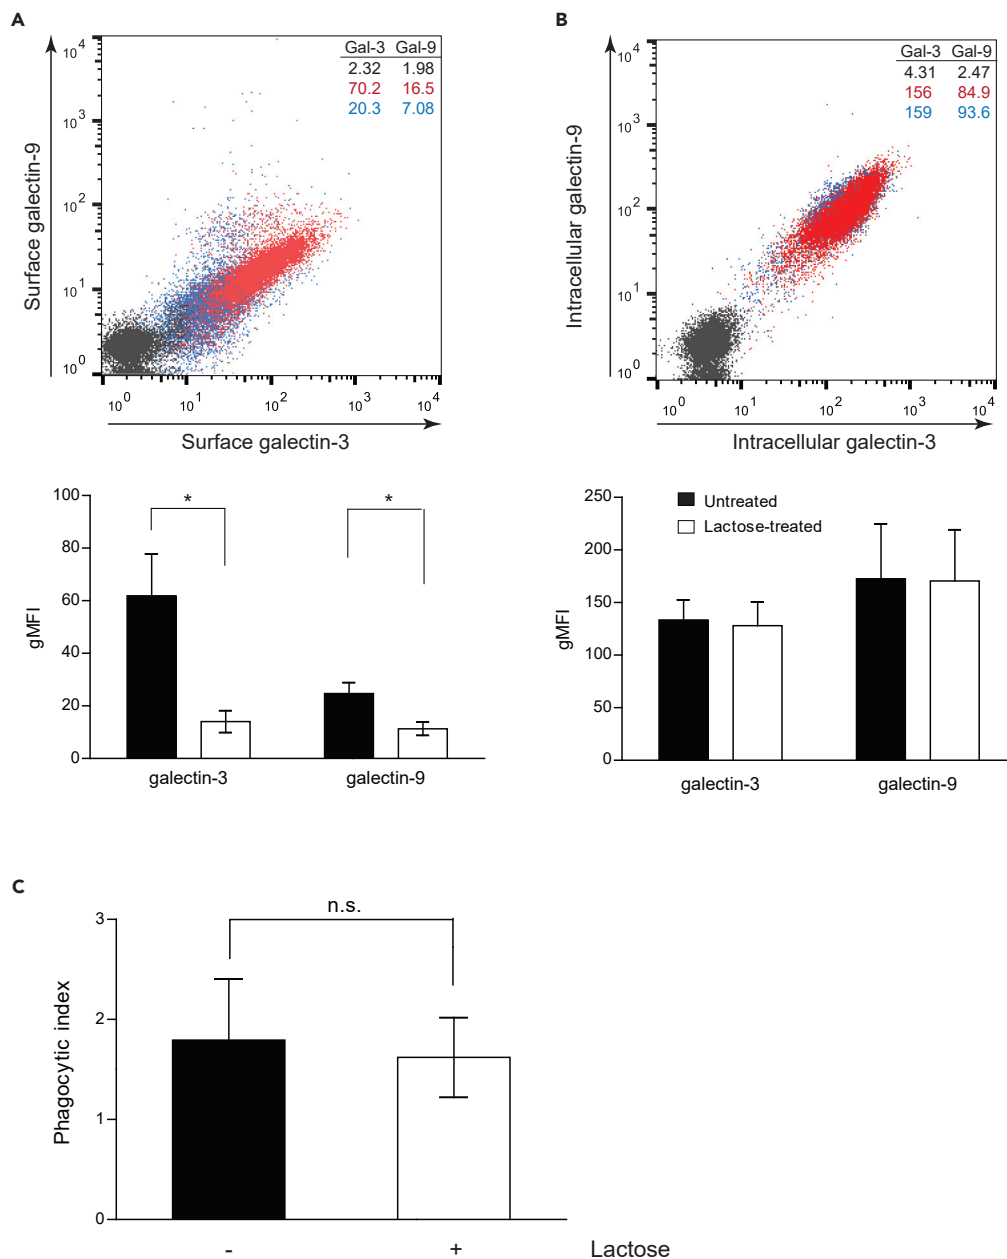 A
Gal-3 Gal-9
2.32 1.98
70.2 16.5
20.3 7.08
10^4
10^3
10^2
10^1
10^0
Surface galectin-9
10^0 10^1 10^2 10^3 10^4
Surface galectin-3
B
Gal-3 Gal-9
4.31 2.47
156 84.9
159 93.6
10^4
10^3
10^2
10^1
10^0
Intracellular galectin-9
10^0 10^1 10^2 10^3 10^4
Intracellular galectin-3
100
80
60
40
20
0
gMFI
* *
galectin-3 galectin-9
250
200
150
100
50
0
gMFI
Untreated
Lactose-treated
galectin-3 galectin-9
C
n.s.
3
2
1
0
Phagocytic index
- + Lactose